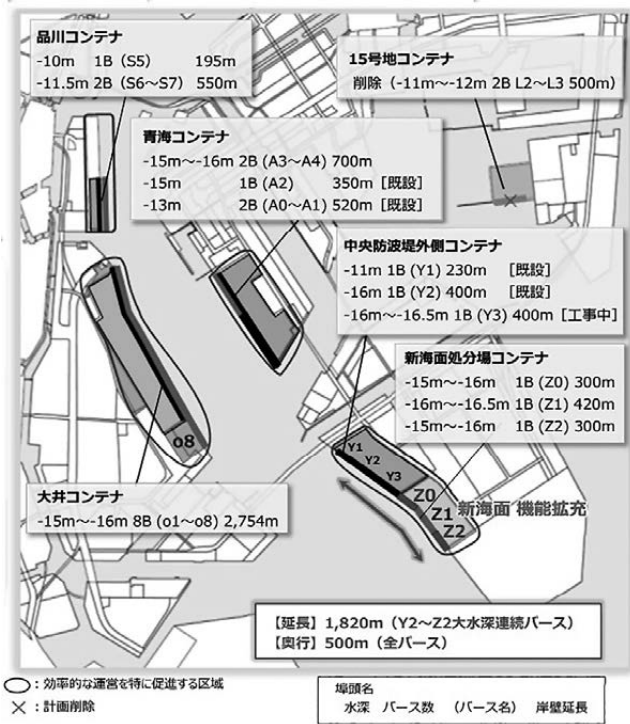 品川コンテナ
-10m 1B（S5） 195m
-11.5m 2B（S6～S7）550m
15号地コンテナ
削除（-11m～-12m 2B L2～L3 500m）
青海コンテナ
-15m～-16m 2B (A3～A4) 700m
-15m 1B (A2) 350m [既設]
-13m 2B (A0～A1) 520m [既設]
中央防波堤外側コンテナ
-11m 1B (Y1) 230m [既設]
-16m 1B (Y2) 400m [既設]
-16m～-16.5m 1B (Y3) 400m [工事中]
新海面処分場コンテナ
-15m～-16m 1B (Z0) 300m
-16m～-16.5m 1B (Z1) 420m
-15m～-16m 1B (Z2) 300m
o8
Y1
Y2
Y3
Z0
Z1
Z2
新海面 機能拡充
大井コンテナ
-15m～-16m 8B (o1～o8) 2,754m
【延長】1,820m（Y2～Z2大水深連続バース）
【奥行】500m（全バース）
：効率的な運営を特に促進する区域
×：計画削除
埠頭名
水深 バース数 （バース名） 岸壁延長